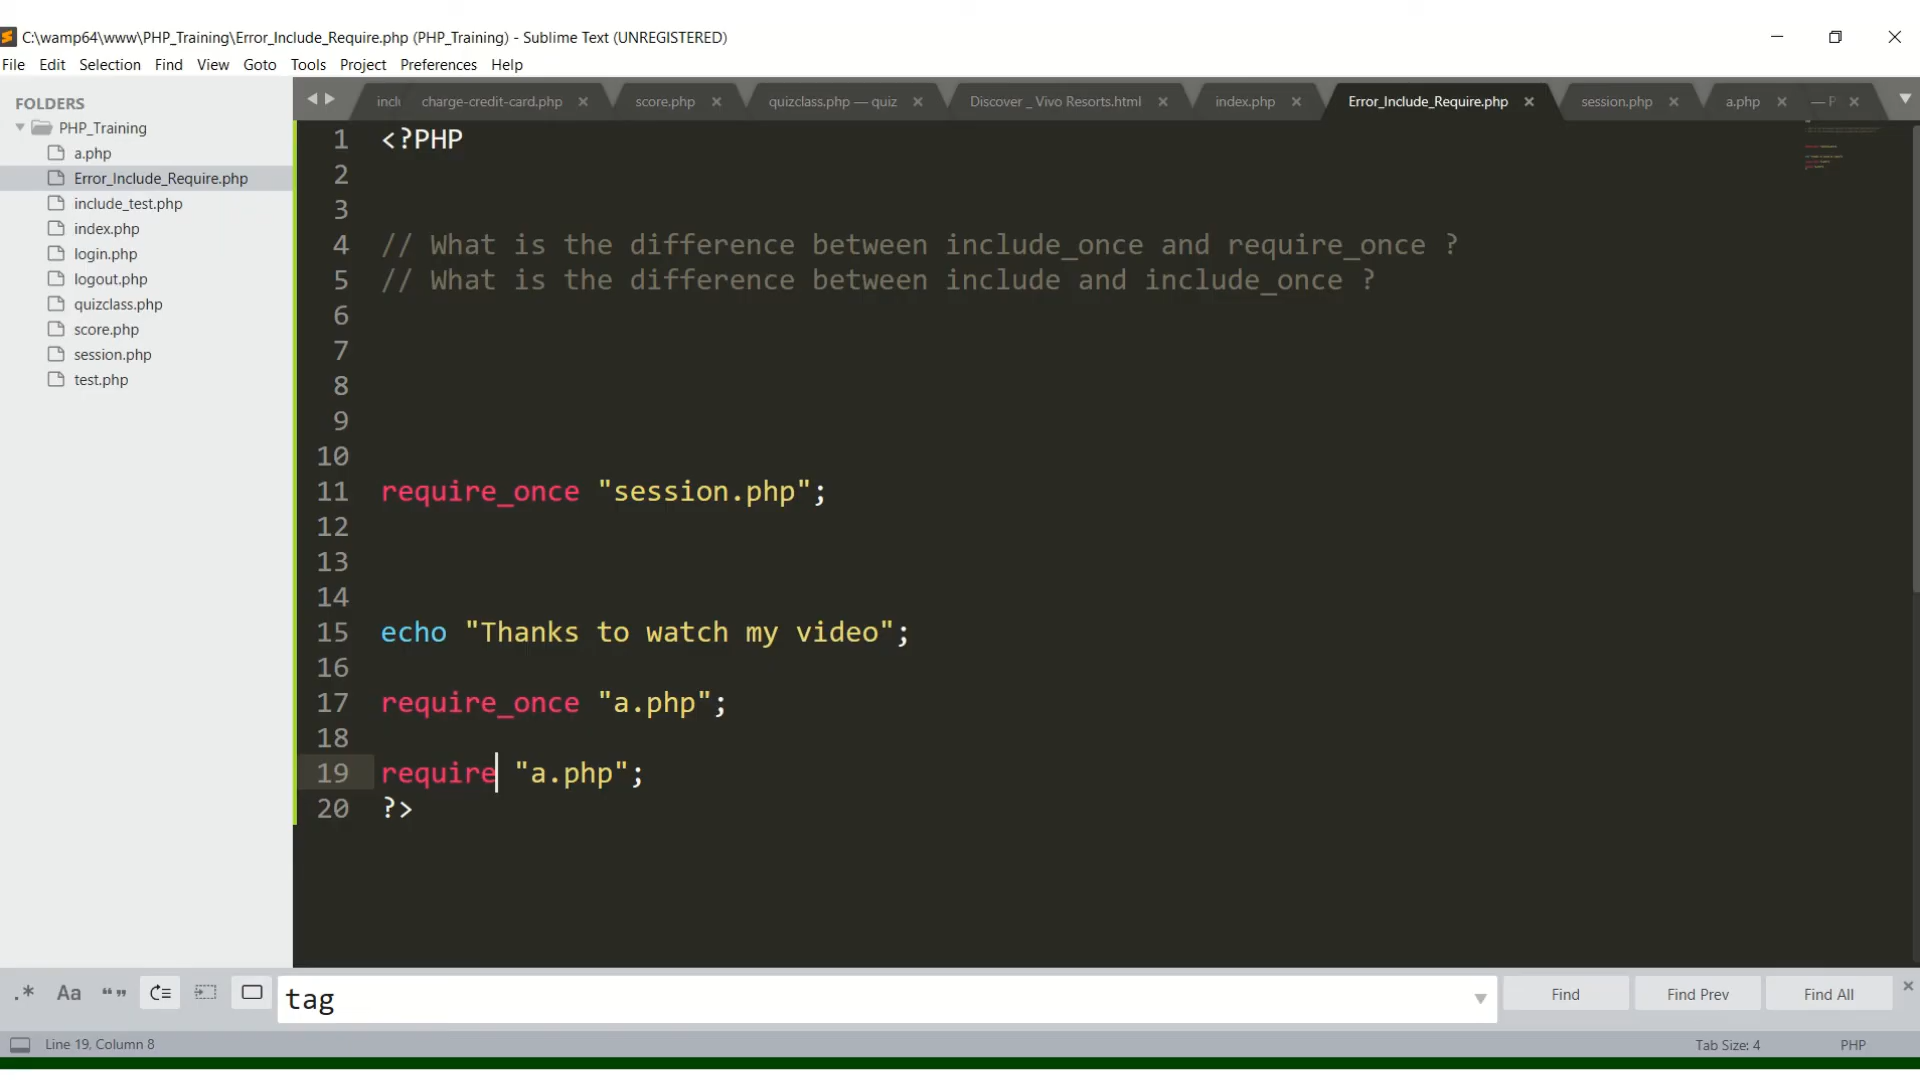 C:\wamp64\www\PHP_Training\Error_Include_Require.php (PHP_Training) - Sublime Text (UNREGISTERED)
File Edit Selection Find View Goto Tools Project Preferences Help
FOLDERS
PHP_Training
a.php
Error_Include_Require.php
include_test.php
index.php
login.php
logout.php
quizclass.php
score.php
session.php
test.php
incl charge-credit-card.php score.php quizclass.php — quiz Discover _ Vivo Resorts.html index.php Error_Include_Require.php session.php a.php — P
1 <?PHP
2
3
4 // What is the difference between include_once and require_once ?
5 // What is the difference between include and include_once ?
6
7
8
9
10
11 require_once "session.php";
12
13
14
15 echo "Thanks to watch my video";
16
17 require_once "a.php";
18
19 require "a.php";
20 ?>
.* Aa “” tag Find Find Prev Find All
Line 19, Column 8 Tab Size: 4 PHP